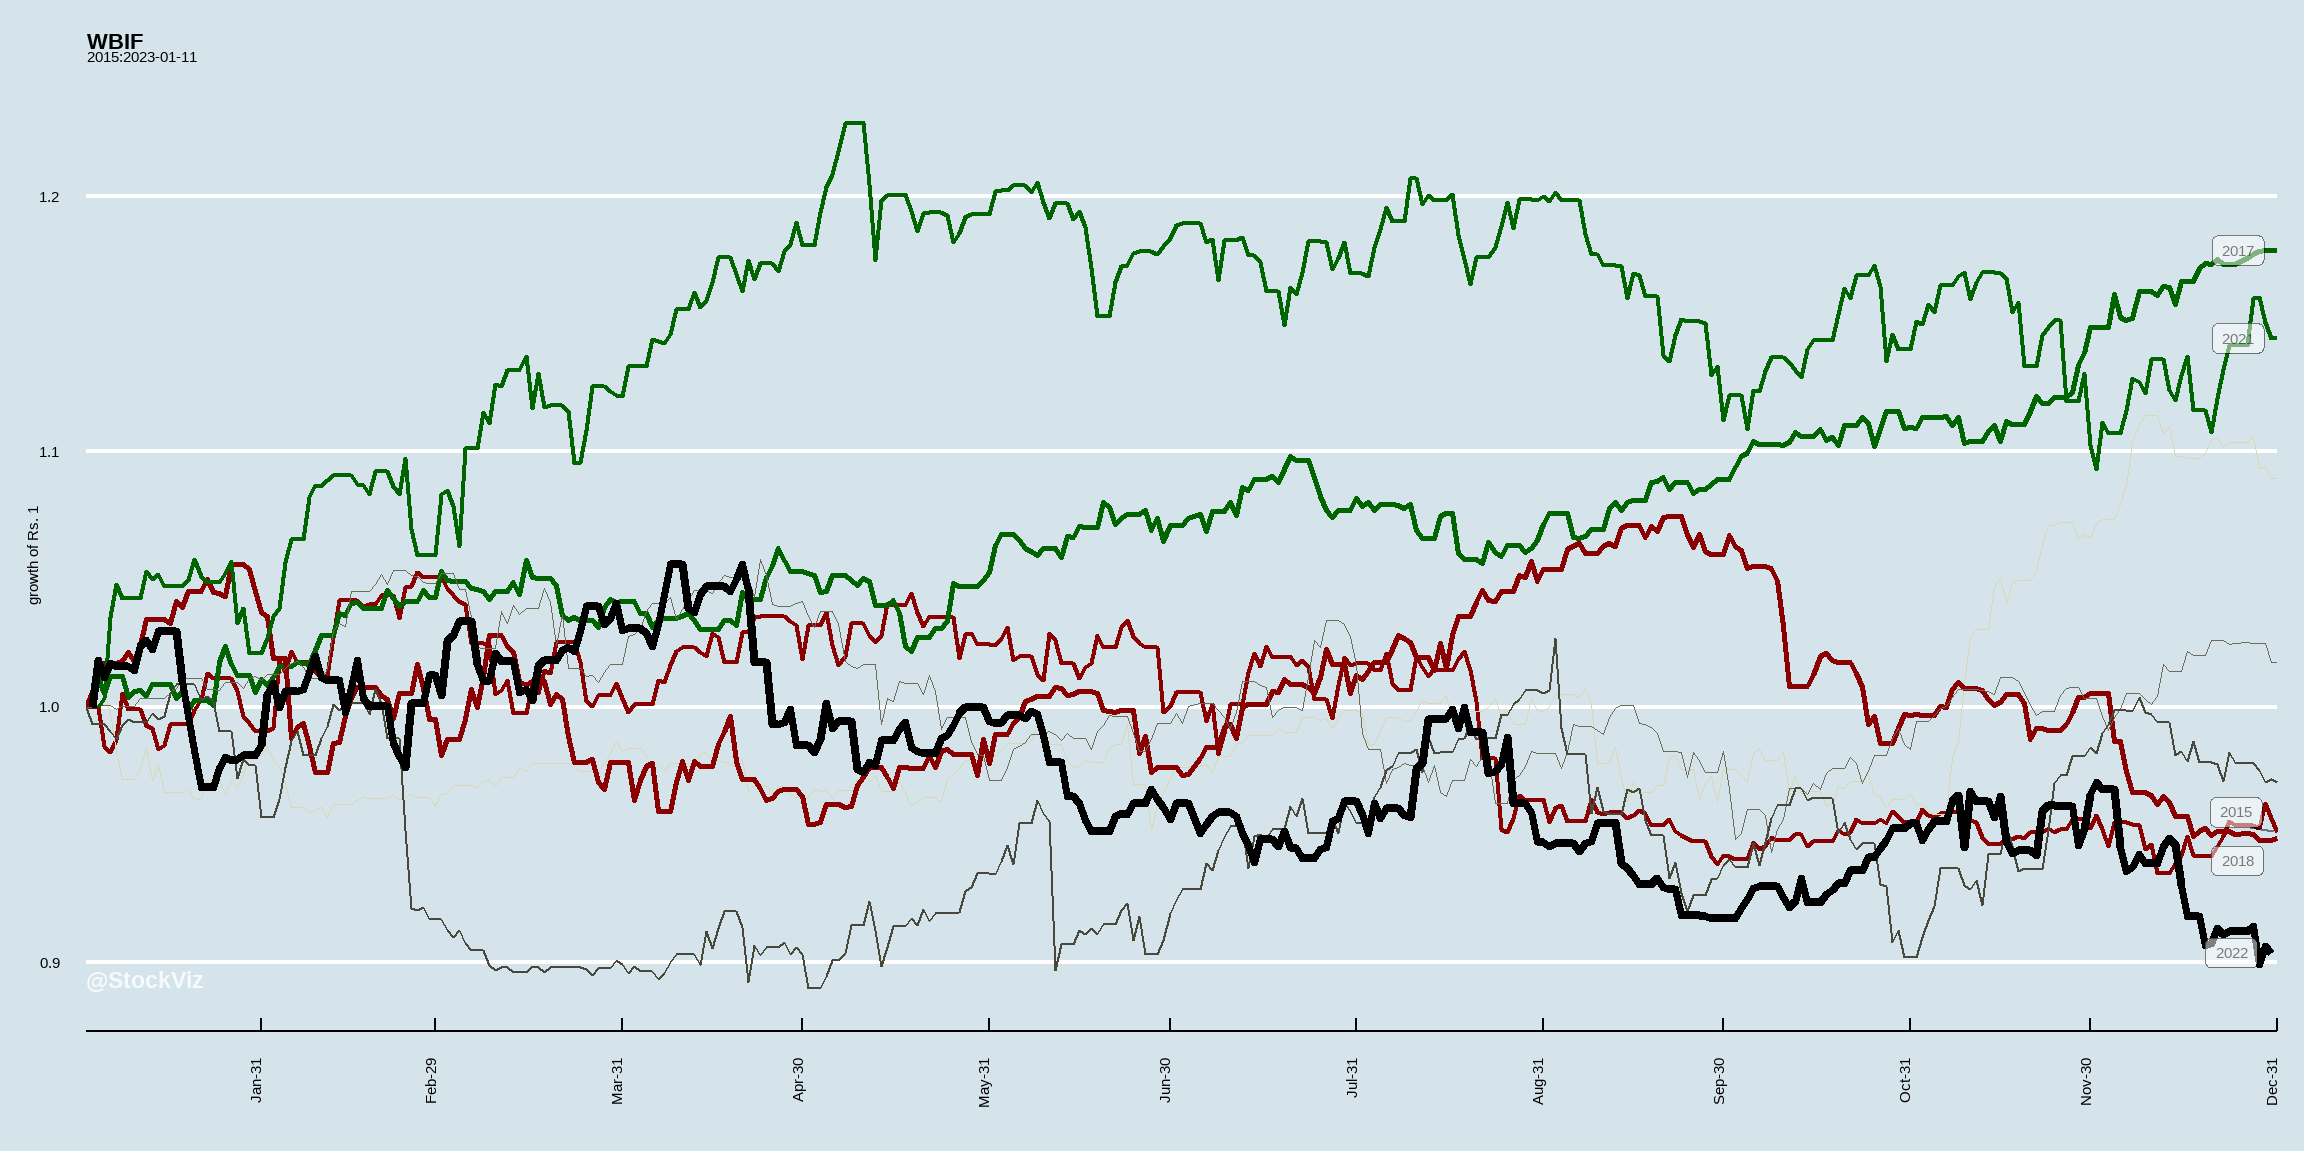 WBIF
2015:2023-01-11
1.2
1.1
1.0
0.9
growth of Rs. 1
2017
2021
2015
2018
2022
@StockViz
Jan-31
Feb-29
Mar-31
Apr-30
May-31
Jun-30
Jul-31
Aug-31
Sep-30
Oct-31
Nov-30
Dec-31